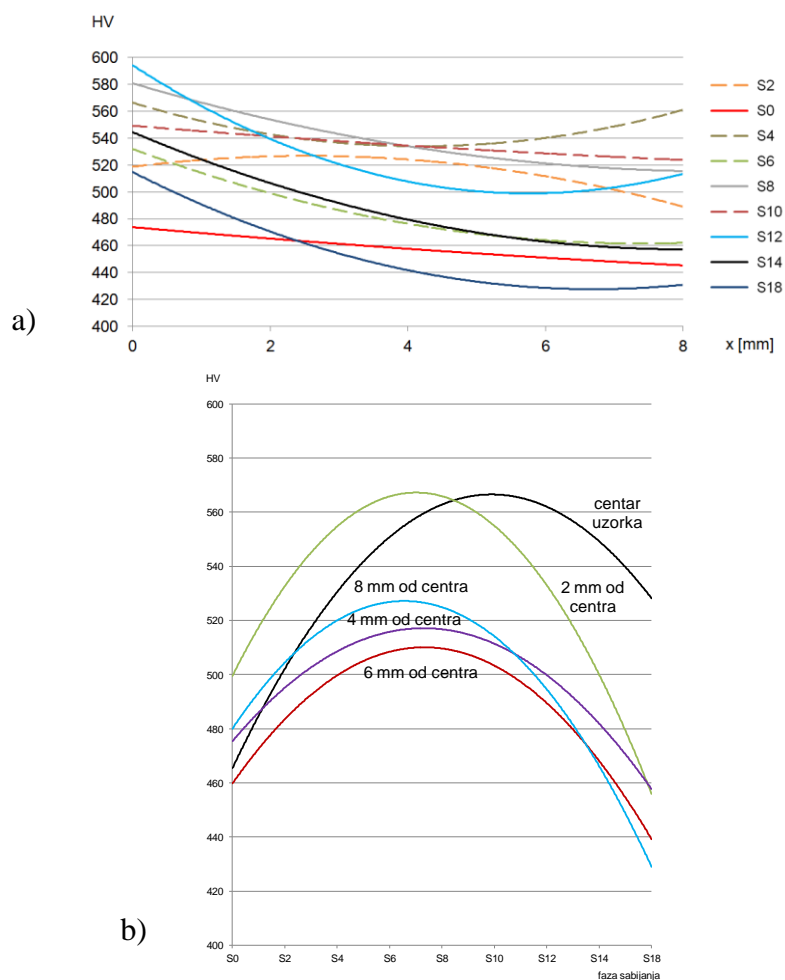 HV
600
580
560
540
520
500
480
460
440
420
400
0
2
4
6
8
x [mm]
S2
S0
S4
S6
S8
S10
S12
S14
S18
a)
HV
600
580
560
540
520
500
480
460
440
420
400
centar
uzorka
8 mm od centra
2 mm od
centra
4 mm od centra
6 mm od centra
S0
S2
S4
S6
S8
S10
S12
S14
S18
faza sabijanja
b)